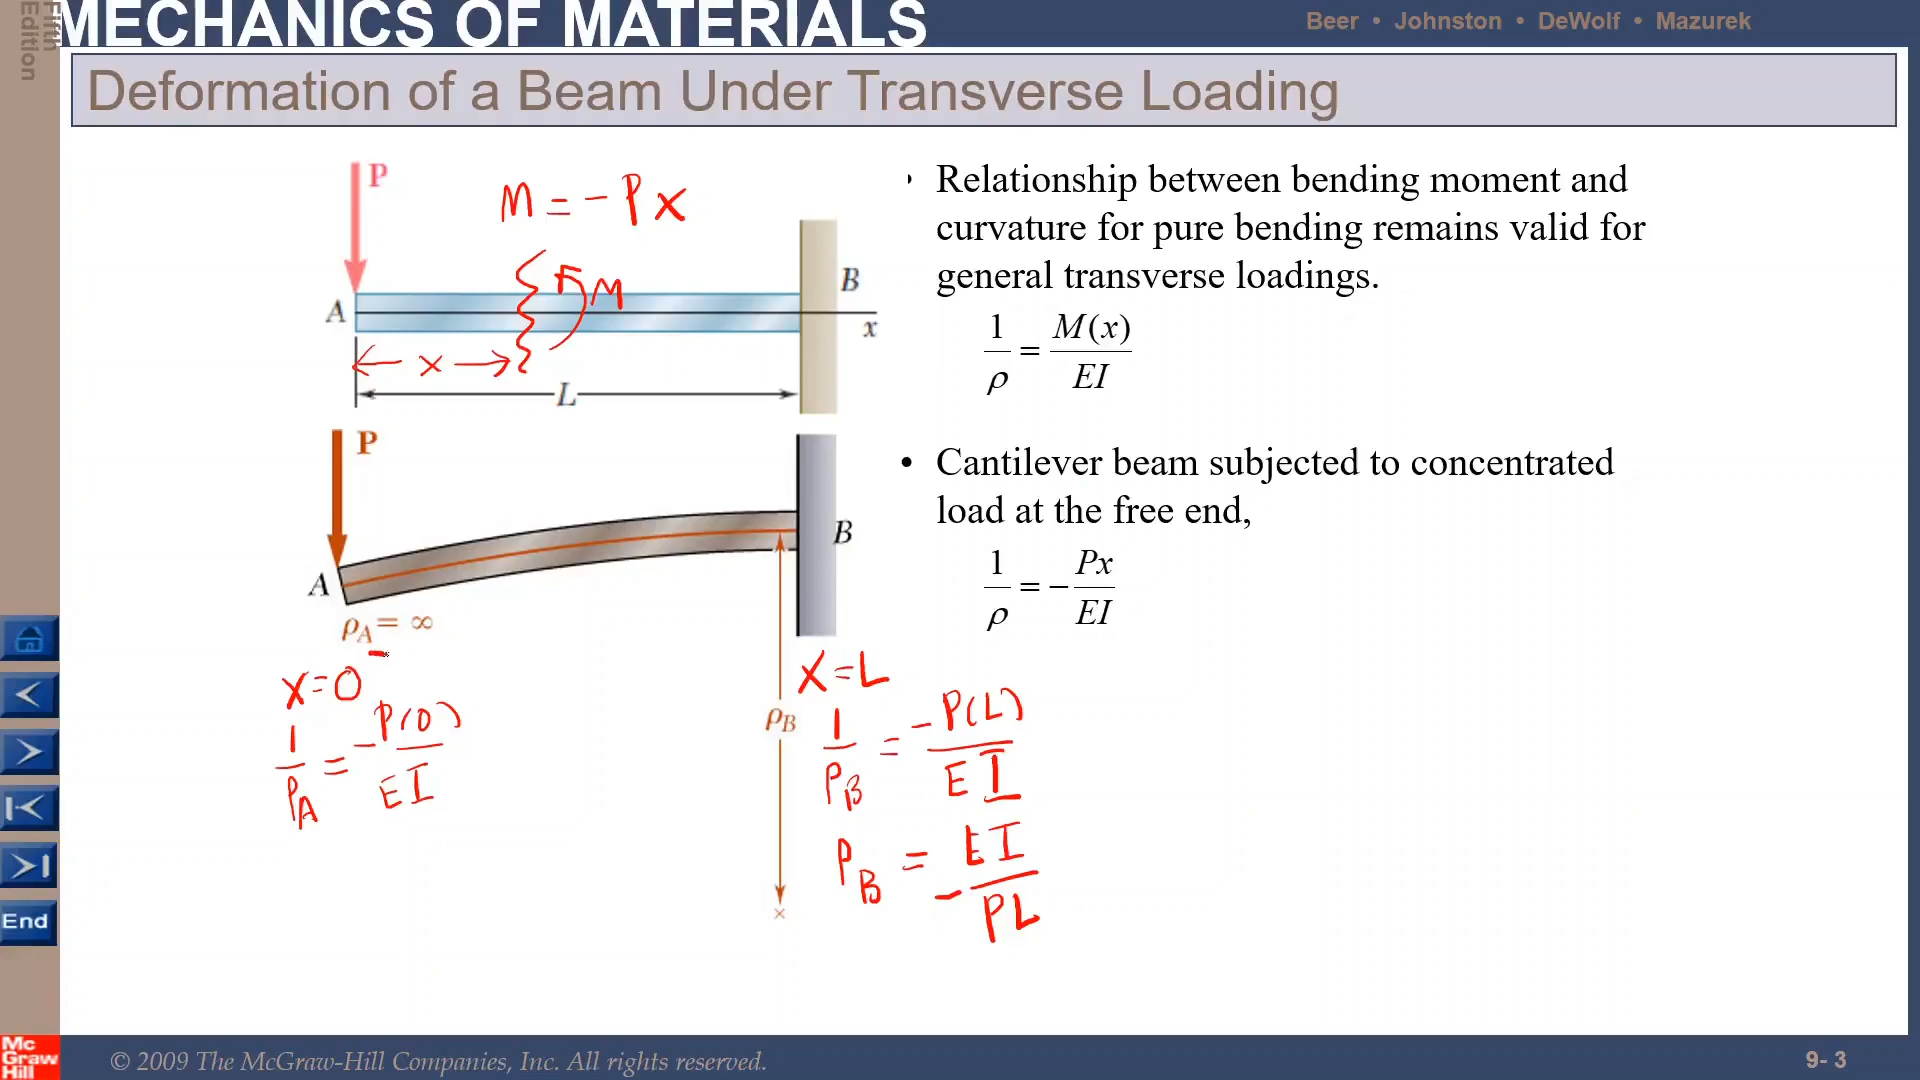 Fifth
Edition
MECHANICS OF MATERIALS
Beer • Johnston • DeWolf • Mazurek
Deformation of a Beam Under Transverse Loading
P
M = -Px
A
B
x
M
x
L
P
A
B
ρA = ∞
x=0
1/ρA = -P(0)/EI
ρB
x=L
1/ρB = -P(L)/EI
ρB = -EI/PL
Relationship between bending moment and
curvature for pure bending remains valid for
general transverse loadings.
1/ρ = M(x)/EI
• Cantilever beam subjected to concentrated
load at the free end,
1/ρ = -Px/EI
End
Mc
Graw
Hill
© 2009 The McGraw-Hill Companies, Inc. All rights reserved.
9- 3